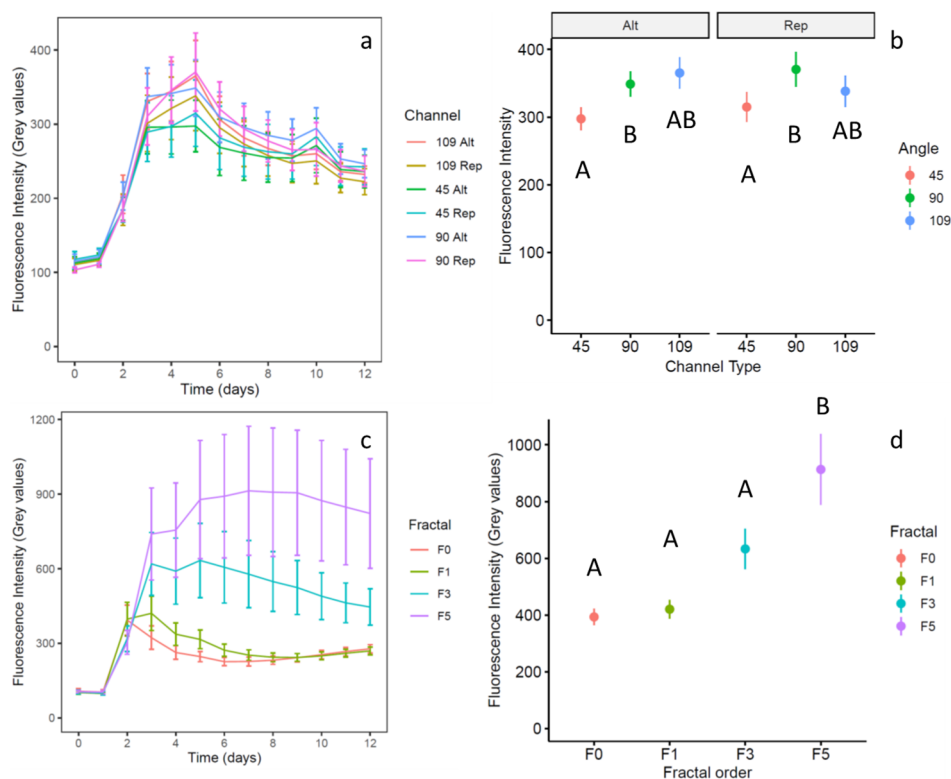 a
Fluorescence Intensity (Grey values)
400
300
200
100
0
0 2 4 6 8 10 12
Time (days)
Channel
109 Alt
109 Rep
45 Alt
45 Rep
90 Alt
90 Rep
b
Alt Rep
Fluorescence Intensity
400
300
200
100
0
A B AB A B AB
45 90 109 45 90 109
Channel Type
Angle
45
90
109
c
Fluorescence Intensity (Grey values)
1200
900
600
300
0
0 2 4 6 8 10 12
Time (days)
Fractal
F0
F1
F3
F5
d
Fluorescence Intensity (Grey values)
1000
800
600
400
200
0
A A A B
F0 F1 F3 F5
Fractal order
Fractal
F0
F1
F3
F5